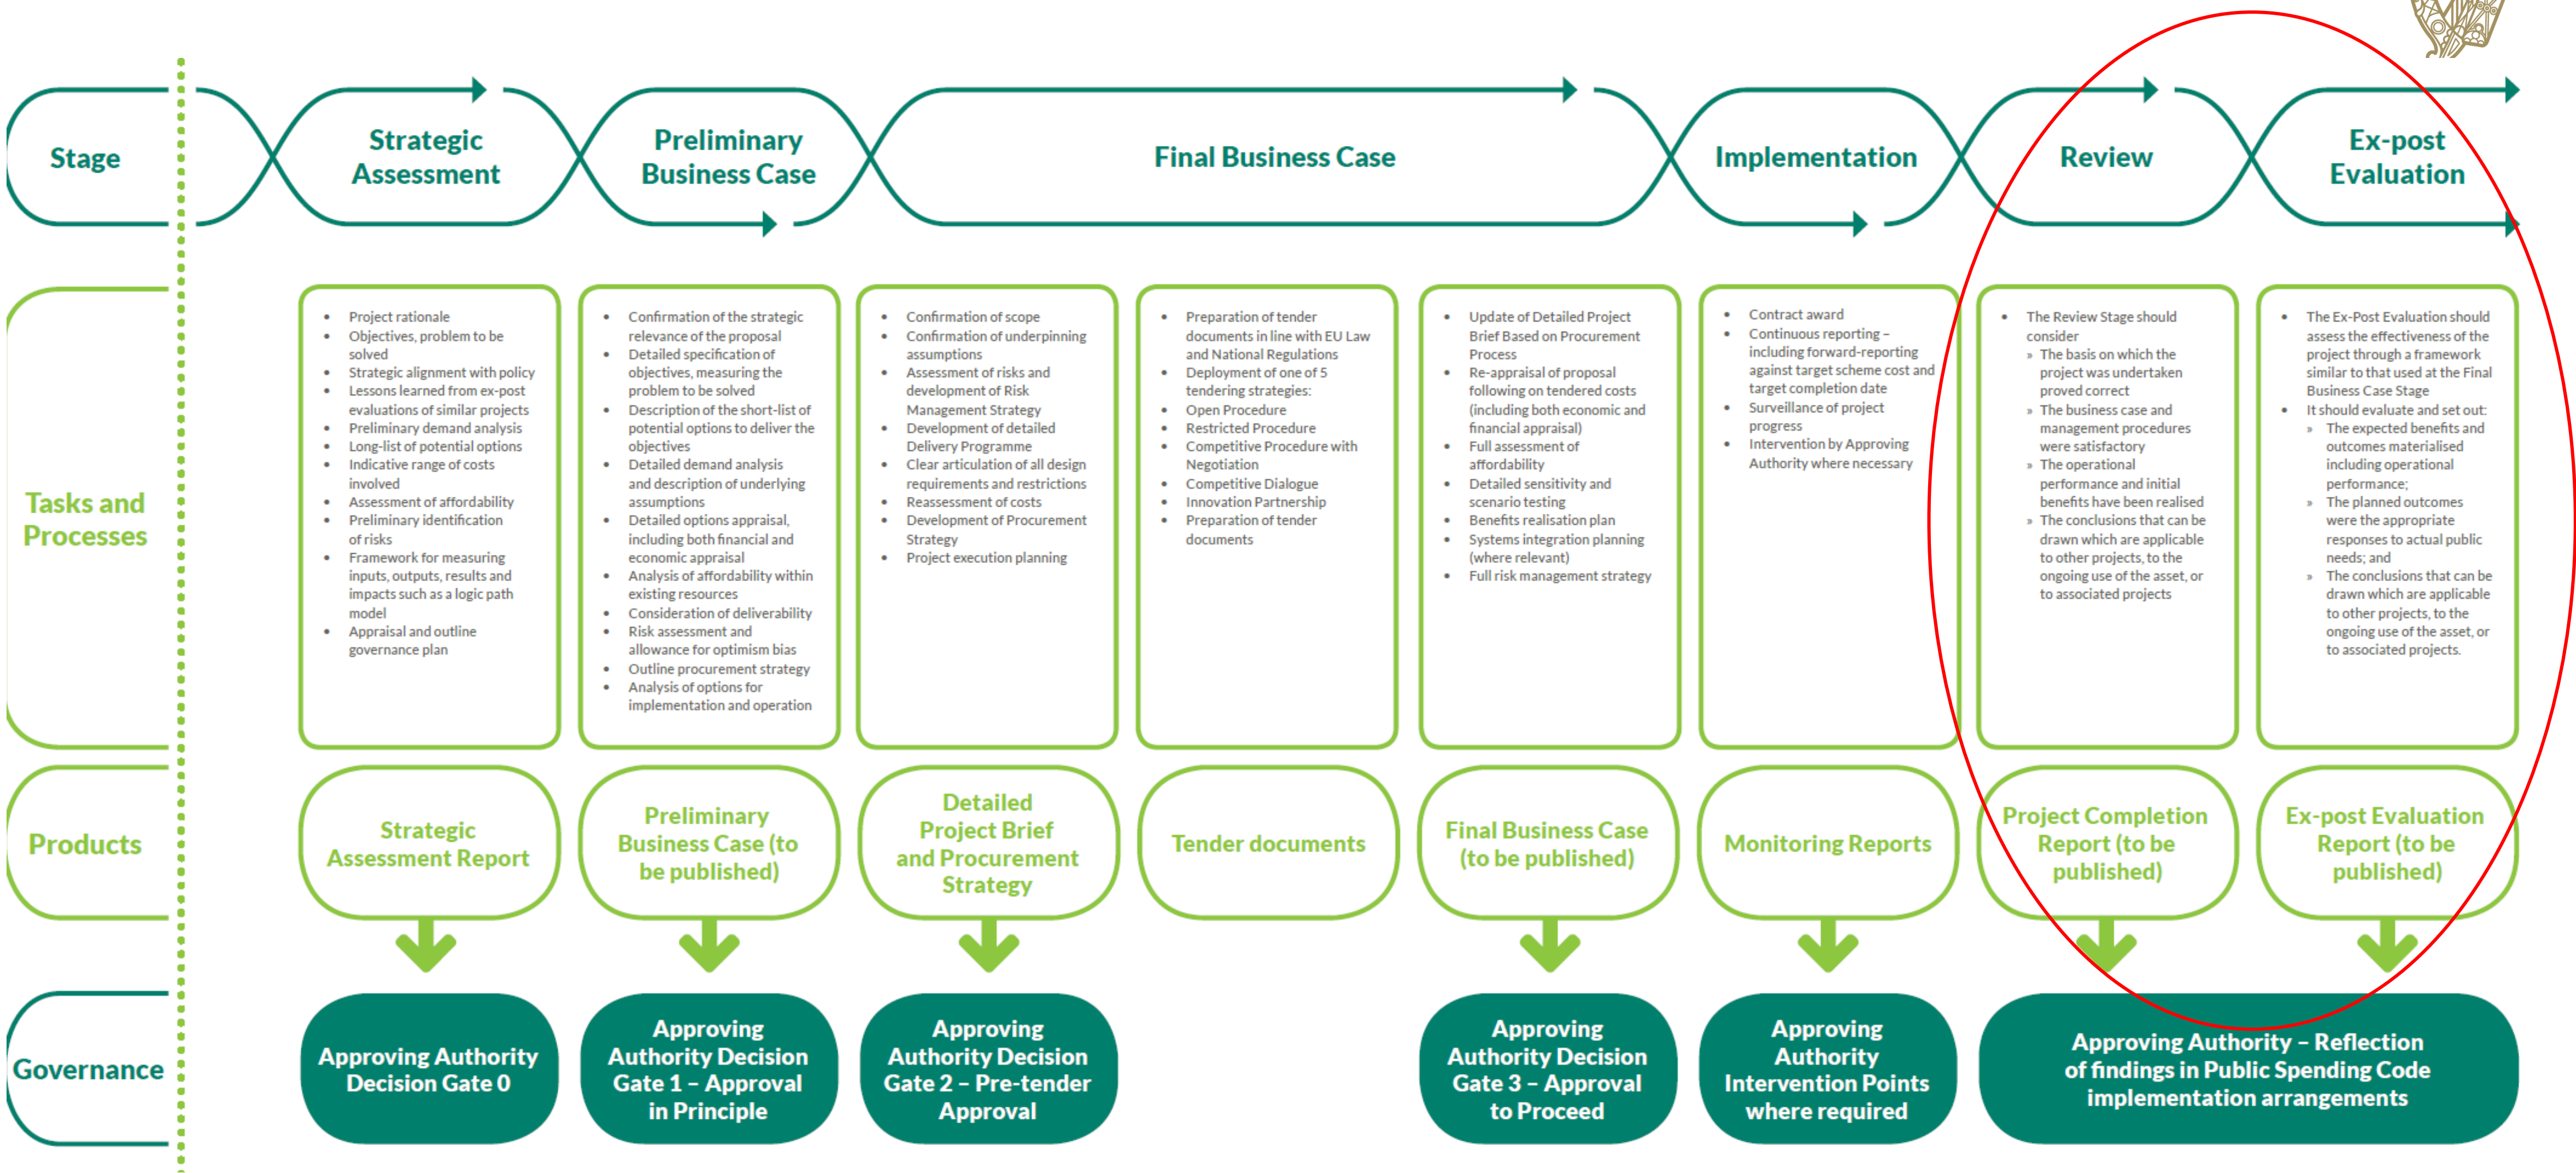 Stage
Strategic
Assessment
Preliminary
Business Case
Final Business Case
Implementation
Review
Ex-post
Evaluation
Tasks and
Processes
• Project rationale
• Objectives, problem to be
solved
• Strategic alignment with policy
• Lessons learned from ex-post
evaluations of similar projects
• Preliminary demand analysis
• Long-list of potential options
• Indicative range of costs
involved
• Assessment of affordability
• Preliminary identification
of risks
• Framework for measuring
inputs, outputs, results and
impacts such as a logic path
model
• Appraisal and outline
governance plan
• Confirmation of the strategic
relevance of the proposal
• Detailed specification of
objectives, measuring the
problem to be solved
• Description of the short-list of
potential options to deliver the
objectives
• Detailed demand analysis
and description of underlying
assumptions
• Detailed options appraisal,
including both financial and
economic appraisal
• Analysis of affordability within
existing resources
• Consideration of deliverability
• Risk assessment and
allowance for optimism bias
• Outline procurement strategy
• Analysis of options for
implementation and operation
• Confirmation of scope
• Confirmation of underpinning
assumptions
• Assessment of risks and
development of Risk
Management Strategy
• Development of detailed
Delivery Programme
• Clear articulation of all design
requirements and restrictions
• Reassessment of costs
• Development of Procurement
Strategy
• Project execution planning
• Preparation of tender
documents in line with EU Law
and National Regulations
• Deployment of one of 5
tendering strategies:
• Open Procedure
• Restricted Procedure
• Competitive Procedure with
Negotiation
• Competitive Dialogue
• Innovation Partnership
• Preparation of tender
documents
• Update of Detailed Project
Brief Based on Procurement
Process
• Re-appraisal of proposal
following on tendered costs
(including both economic and
financial appraisal)
• Full assessment of
affordability
• Detailed sensitivity and
scenario testing
• Benefits realisation plan
• Systems integration planning
(where relevant)
• Full risk management strategy
• Contract award
• Continuous reporting –
including forward-reporting
against target scheme cost and
target completion date
• Surveillance of project
progress
• Intervention by Approving
Authority where necessary
• The Review Stage should
consider
» The basis on which the
project was undertaken
proved correct
» The business case and
management procedures
were satisfactory
» The operational
performance and initial
benefits have been realised
» The conclusions that can be
drawn which are applicable
to other projects, to the
ongoing use of the asset, or
to associated projects
• The Ex-Post Evaluation should
assess the effectiveness of the
project through a framework
similar to that used at the Final
Business Case Stage
• It should evaluate and set out:
» The expected benefits and
outcomes materialised
including operational
performance;
» The planned outcomes
were the appropriate
responses to actual public
needs; and
» The conclusions that can be
drawn which are applicable
to other projects, to the
ongoing use of the asset, or
to associated projects.
Products
Strategic
Assessment Report
Preliminary
Business Case (to
be published)
Detailed
Project Brief
and Procurement
Strategy
Tender documents
Final Business Case
(to be published)
Monitoring Reports
Project Completion
Report (to be
published)
Ex-post Evaluation
Report (to be
published)
Governance
Approving Authority
Decision Gate 0
Approving
Authority Decision
Gate 1 – Approval
in Principle
Approving
Authority Decision
Gate 2 – Pre-tender
Approval
Approving
Authority Decision
Gate 3 – Approval
to Proceed
Approving
Authority
Intervention Points
where required
Approving Authority – Reflection
of findings in Public Spending Code
implementation arrangements